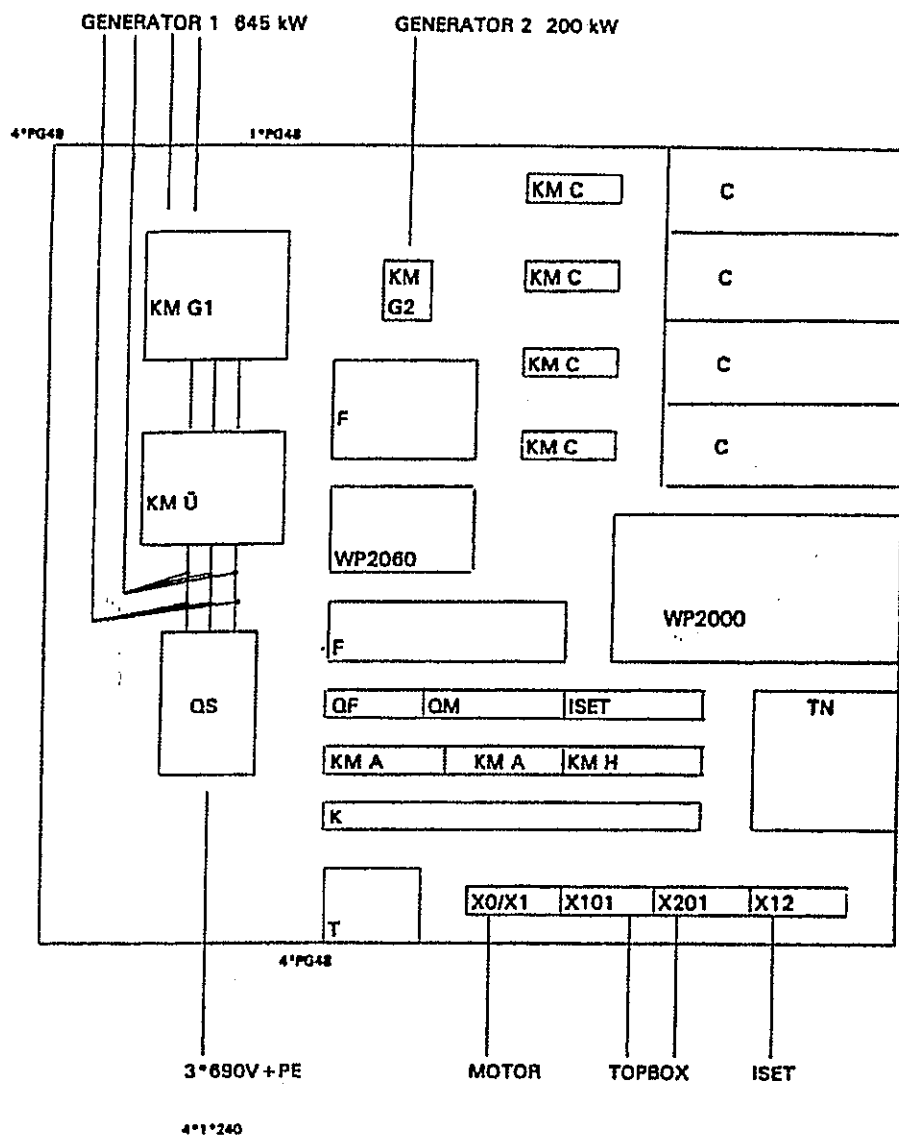 GENERATOR 1 645 kW GENERATOR 2 200 kW
4*PG48 1*PG48
KM C C
KM G1 KM G2 KM C C
F KM C C
KM Ü KM C C
WP2060
WP2000
F
QS QF QM ISET TN
KM A KM A KM H
K
X0/X1 X101 X201 X12
T
4*PG48
3*690V+PE MOTOR TOPBOX ISET
4*1*240